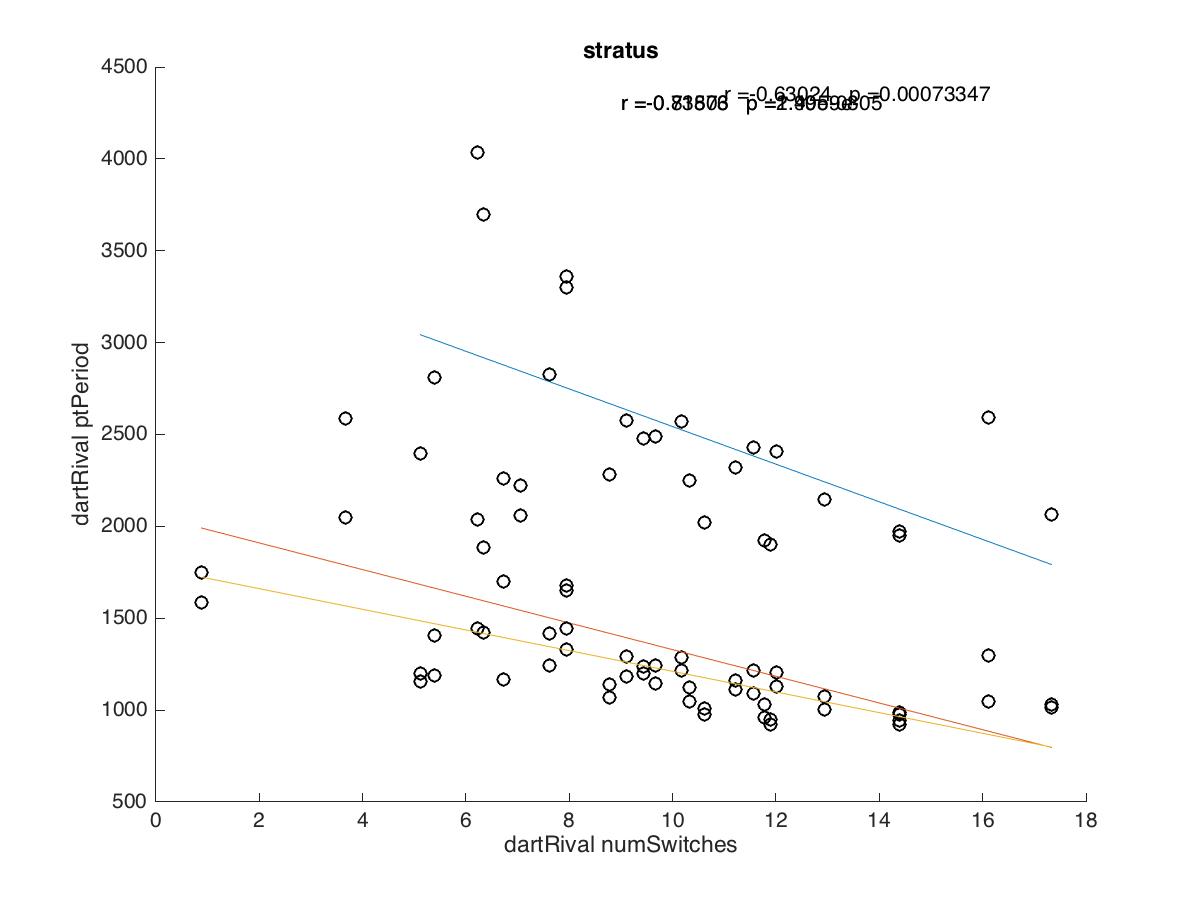 stratus
r =-0.63024   p =0.00073347
r =   p =
4500
4000
3500
3000
2500
2000
1500
1000
500
dartRival ptPeriod
0 2 4 6 8 10 12 14 16 18
dartRival numSwitches